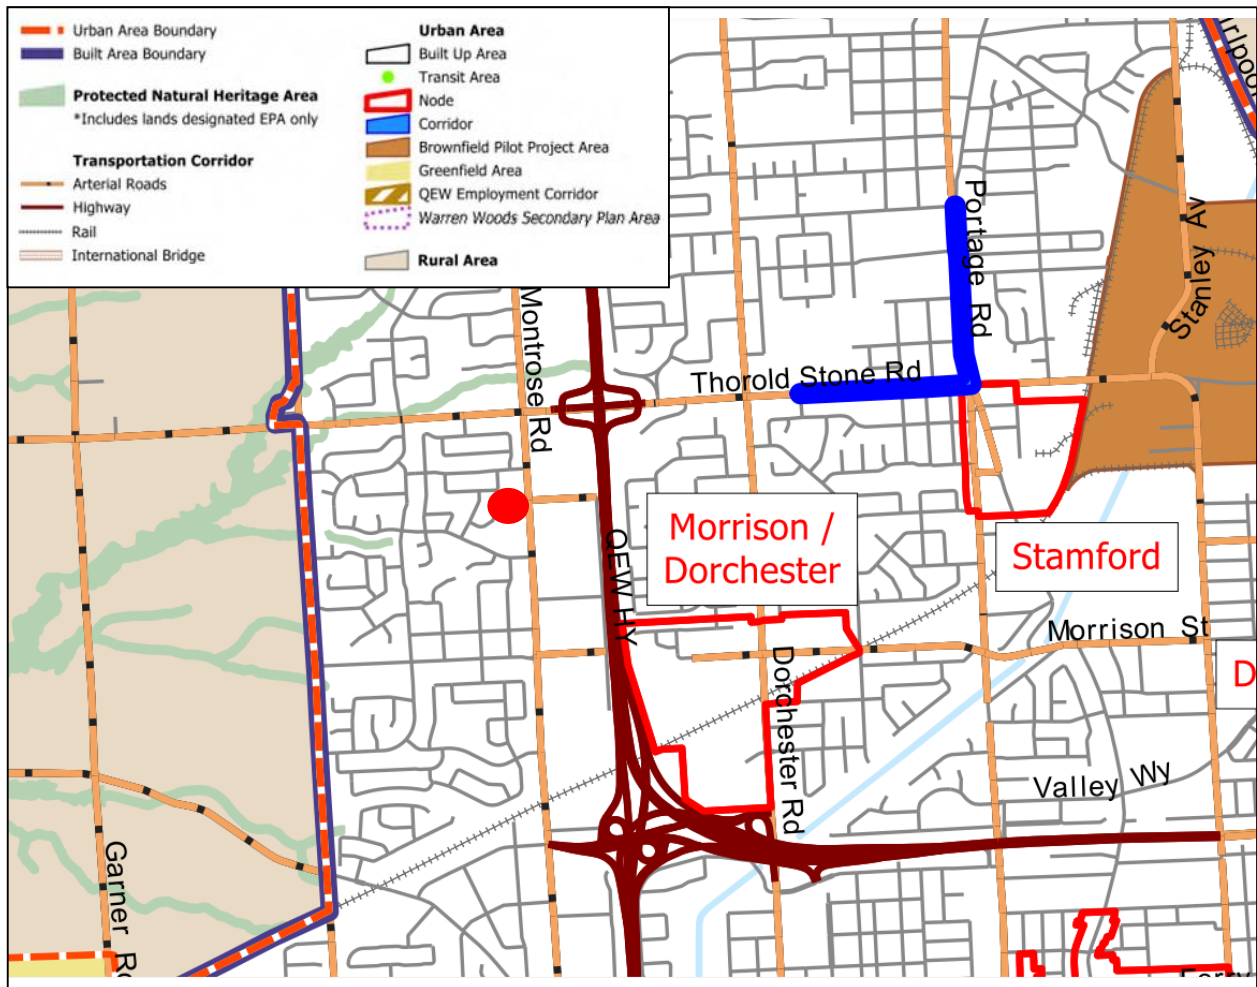 Urban Area Boundary
Built Area Boundary
Protected Natural Heritage Area
*Includes lands designated EPA only
Transportation Corridor
Arterial Roads
Highway
Rail
International Bridge
Urban Area
Built Up Area
Transit Area
Node
Corridor
Brownfield Pilot Project Area
Greenfield Area
QEW Employment Corridor
Warren Woods Secondary Plan Area
Rural Area
Portage Rd
Stanley Av
Montrose Rd
Thorold Stone Rd
QEW HY
Morrison /
Dorchester
Stamford
Morrison St
D
Dorchester Rd
Valley Wy
Garner Rd
Ferry